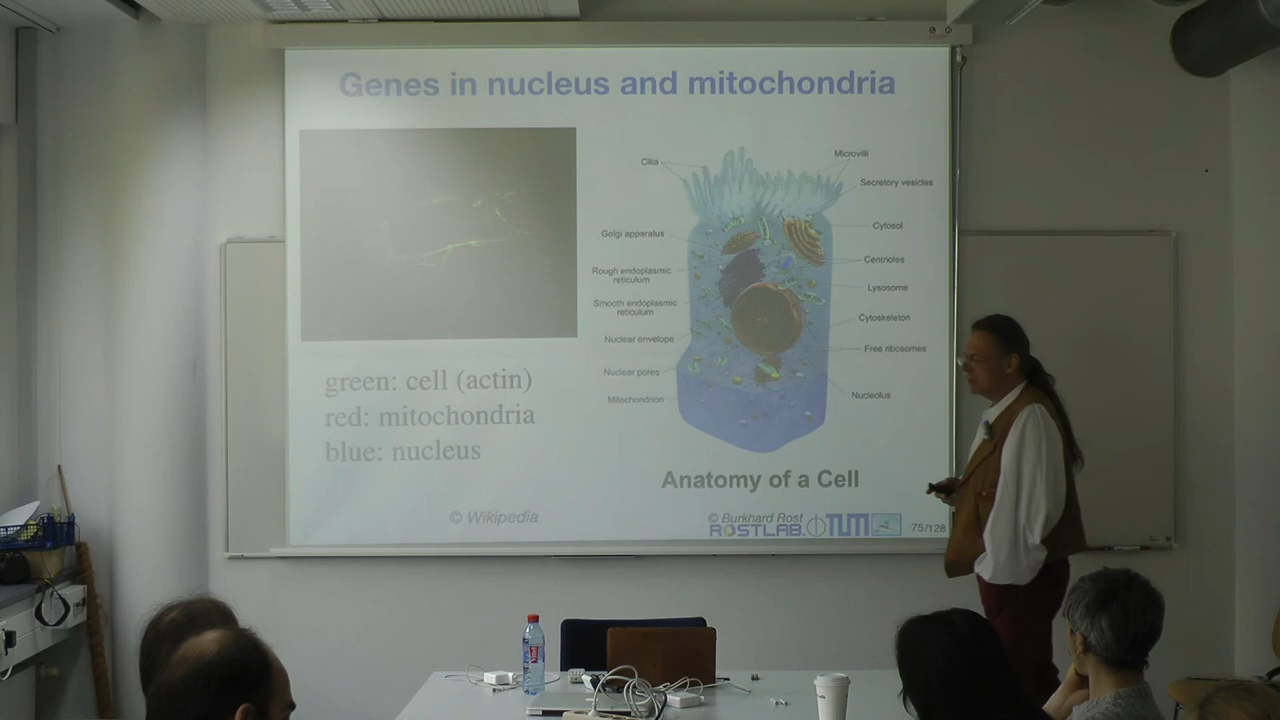 Genes in nucleus and mitochondria
Cilia
Microvilli
Secretory vesicles
Golgi apparatus
Cytosol
Rough endoplasmic
reticulum
Centrioles
Lysosome
Smooth endoplasmic
reticulum
Cytoskeleton
Nuclear envelope
Free ribosomes
Nuclear pores
Nucleolus
Mitochondrion
green: cell (actin)
red: mitochondria
blue: nucleus
Anatomy of a Cell
© Wikipedia
© Burkhard Rost
ROSTLAB.
TUM
75/128